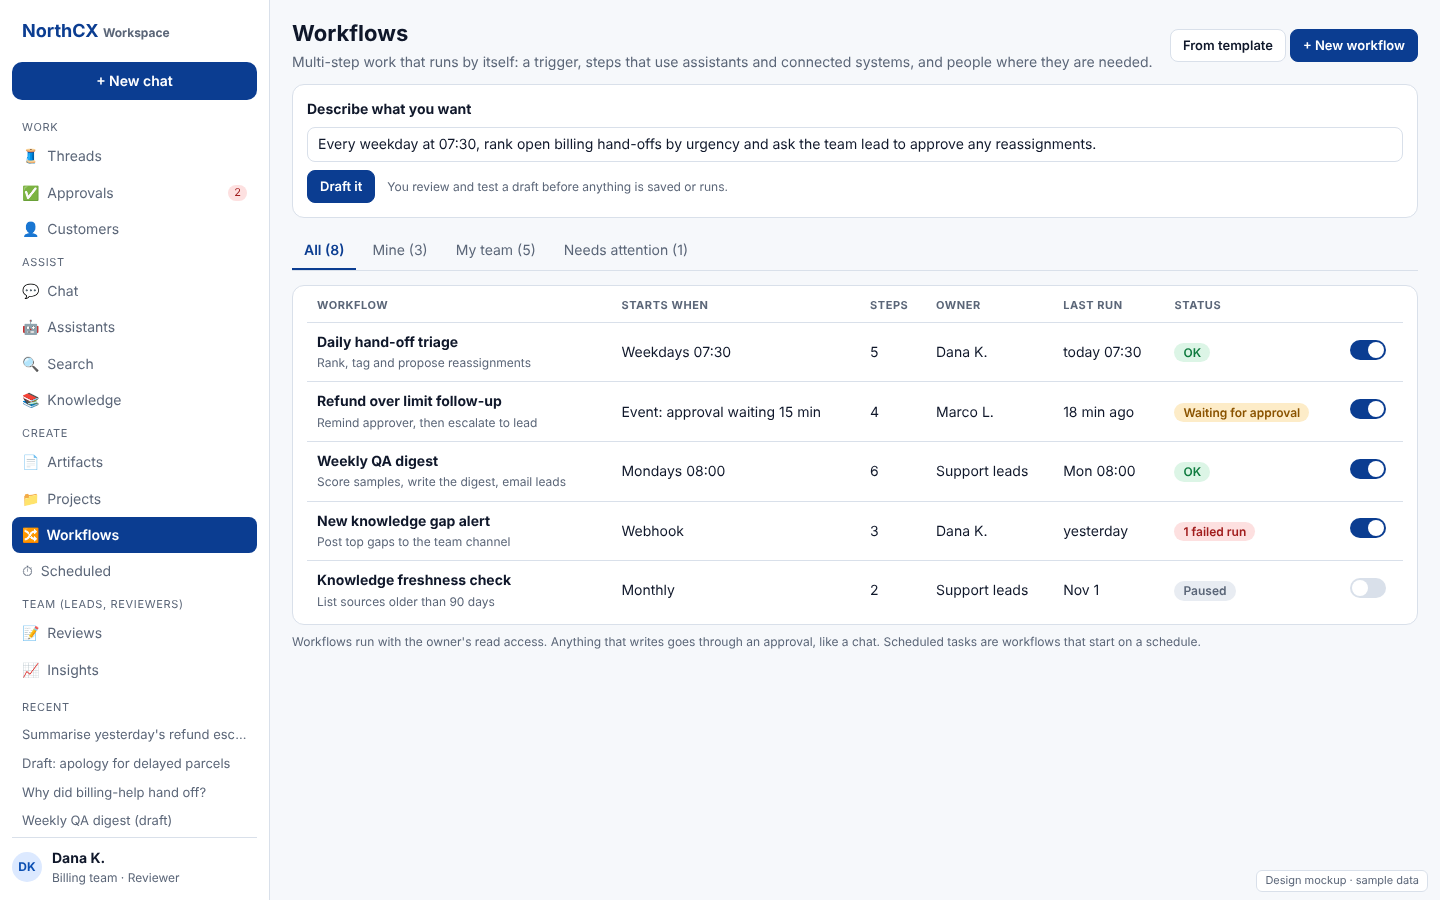 NorthCX Workspace
+ New chat
WORK
Threads
Approvals 2
Customers
ASSIST
Chat
Assistants
Search
Knowledge
CREATE
Artifacts
Projects
Workflows
Scheduled
TEAM (LEADS, REVIEWERS)
Reviews
Insights
RECENT
Summarise yesterday's refund esc...
Draft: apology for delayed parcels
Why did billing-help hand off?
Weekly QA digest (draft)
DK
Dana K.
Billing team · Reviewer
Workflows
Multi-step work that runs by itself: a trigger, steps that use assistants and connected systems, and people where they are needed.
From template
+ New workflow
Describe what you want
Every weekday at 07:30, rank open billing hand-offs by urgency and ask the team lead to approve any reassignments.
Draft it
You review and test a draft before anything is saved or runs.
All (8) Mine (3) My team (5) Needs attention (1)
WORKFLOW STARTS WHEN STEPS OWNER LAST RUN STATUS
Daily hand-off triage
Rank, tag and propose reassignments
Weekdays 07:30 5 Dana K. today 07:30 OK
Refund over limit follow-up
Remind approver, then escalate to lead
Event: approval waiting 15 min 4 Marco L. 18 min ago Waiting for approval
Weekly QA digest
Score samples, write the digest, email leads
Mondays 08:00 6 Support leads Mon 08:00 OK
New knowledge gap alert
Post top gaps to the team channel
Webhook 3 Dana K. yesterday 1 failed run
Knowledge freshness check
List sources older than 90 days
Monthly 2 Support leads Nov 1 Paused
Workflows run with the owner's read access. Anything that writes goes through an approval, like a chat. Scheduled tasks are workflows that start on a schedule.
Design mockup · sample data